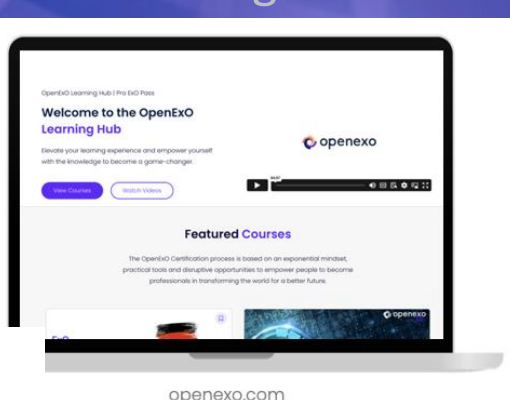 OpenExO Learning Hub | Pro ExO Pass
Welcome to the OpenExO
Learning Hub
Elevate your learning experience and empower yourself
with the knowledge to become a game-changer.
View Courses
Watch Videos
openexo
Featured Courses
The OpenExO Certification process is based on an exponential mindset,
practical tools and disruptive opportunities to empower people to become
professionals in transforming the world for a better future.
ExO
openexo
openexo.com